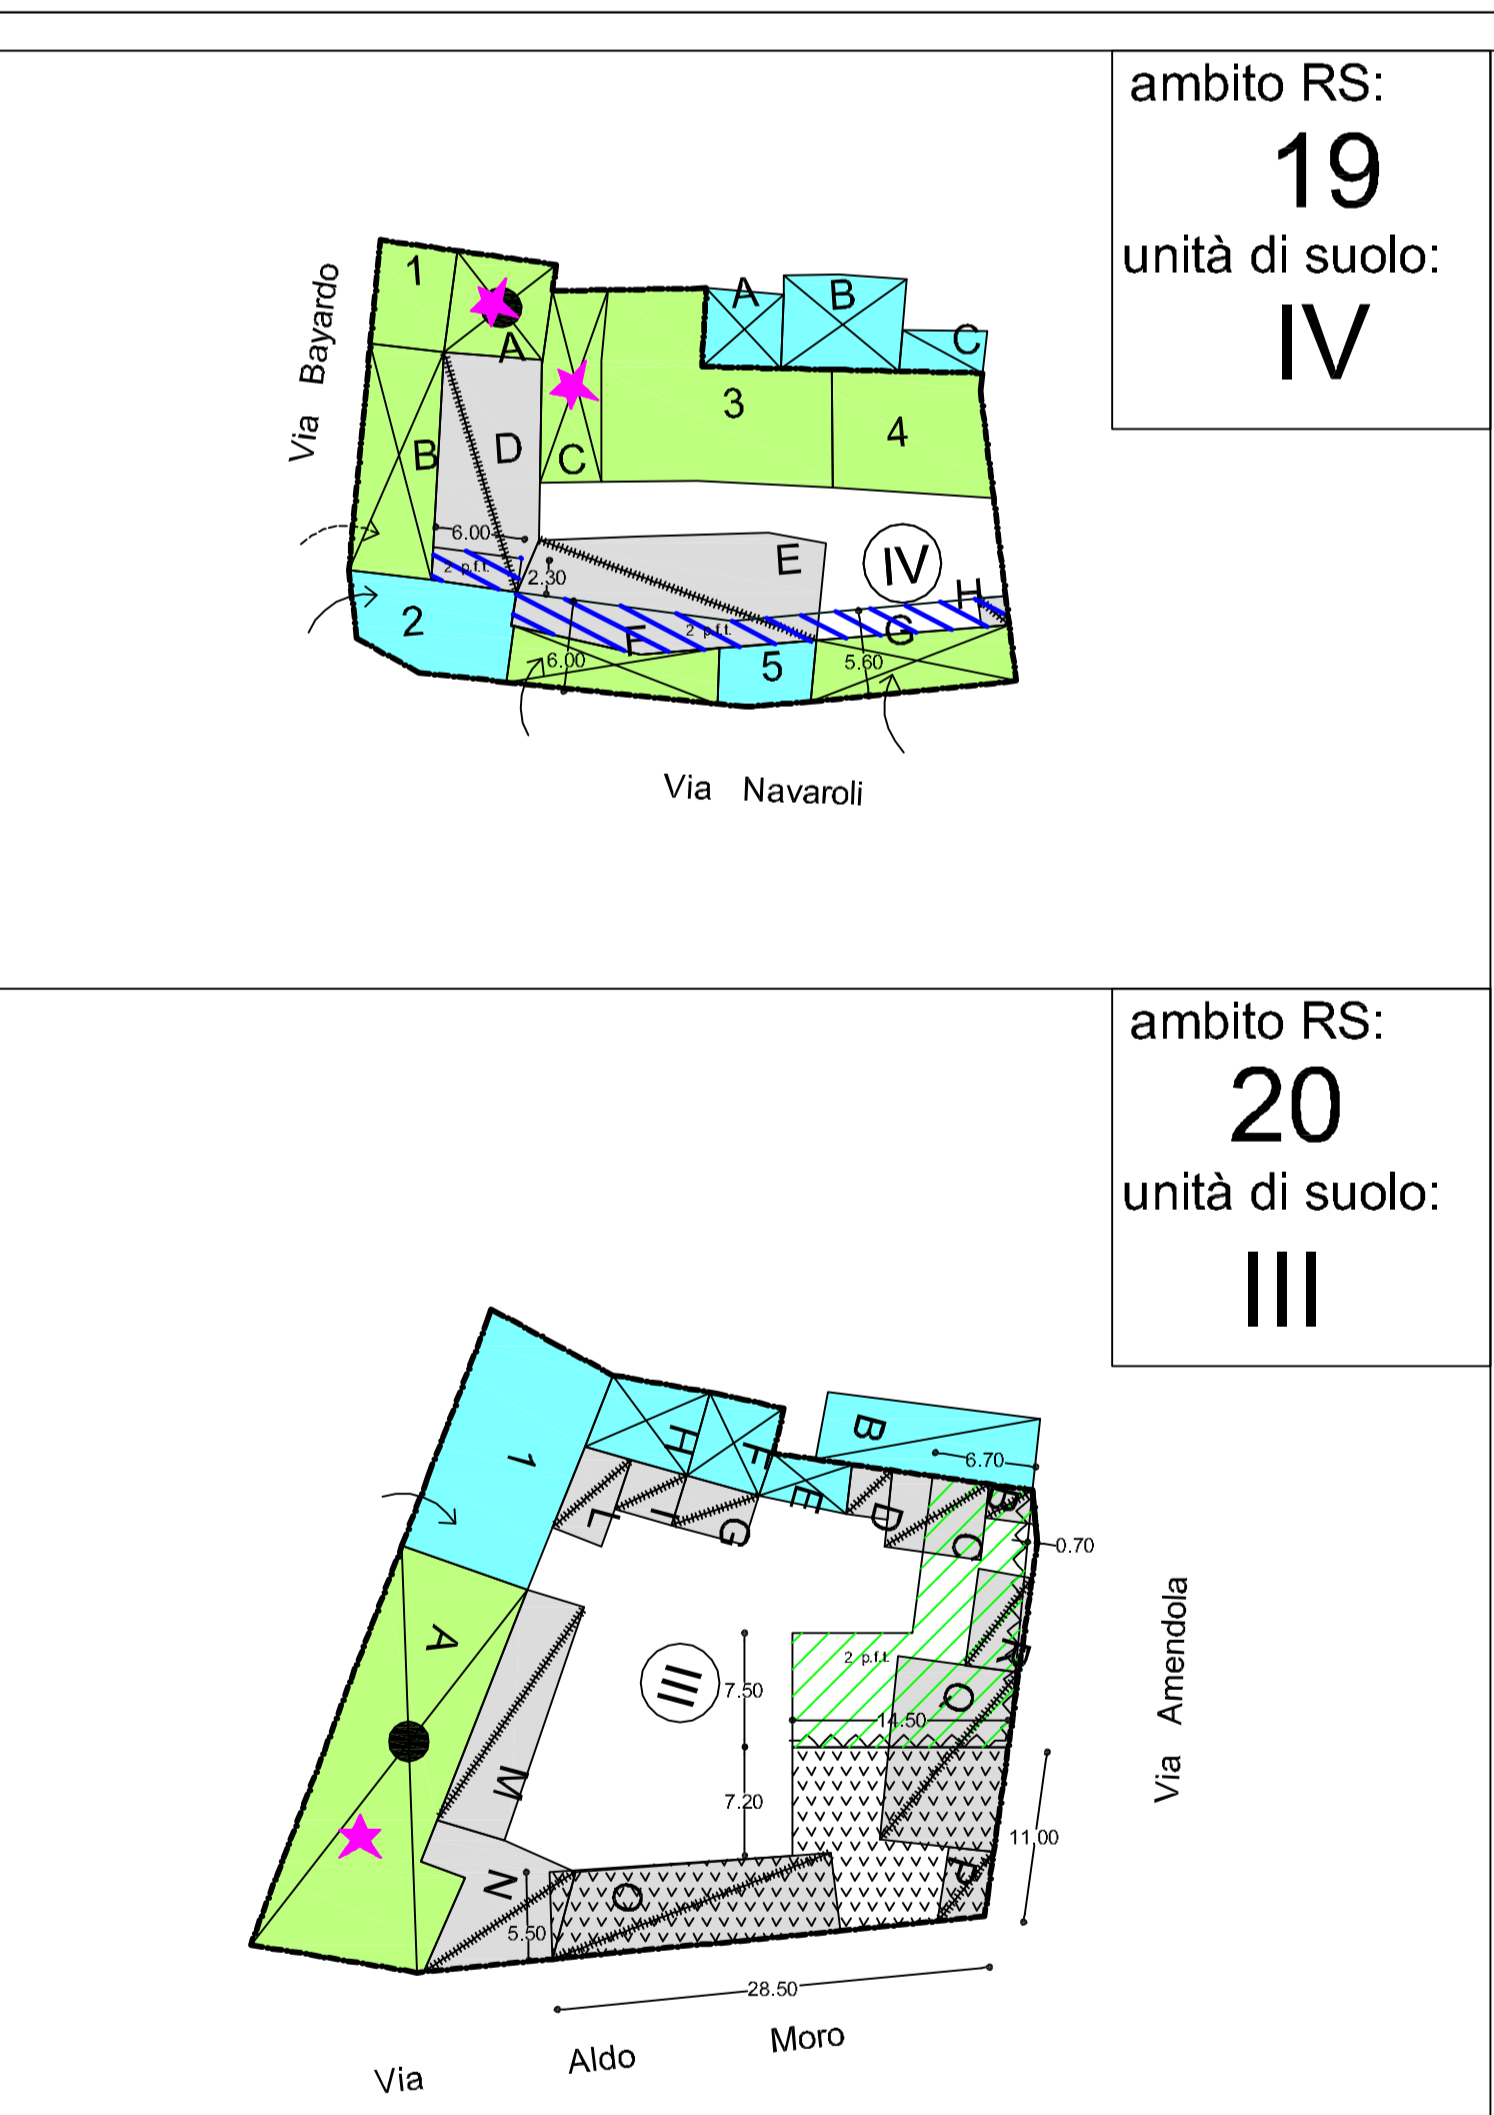 ambito RS:
19
unità di suolo:
IV
Via Bayardo
1
A
A
B
C
B
D
C
3
4
6.00
2 p.f.t.
2.30
E
IV
H
2
F
2 p.f.t.
G
6.00
5
5.60
Via Navaroli
ambito RS:
20
unità di suolo:
III
1
H
F
B
6.70
E
L
I
G
D
C
B
0.70
A
III
2 p.f.t.
R
Q
7.50
14.50
Via Amendola
M
7.20
11.00
N
O
P
5.50
28.50
Via Aldo Moro